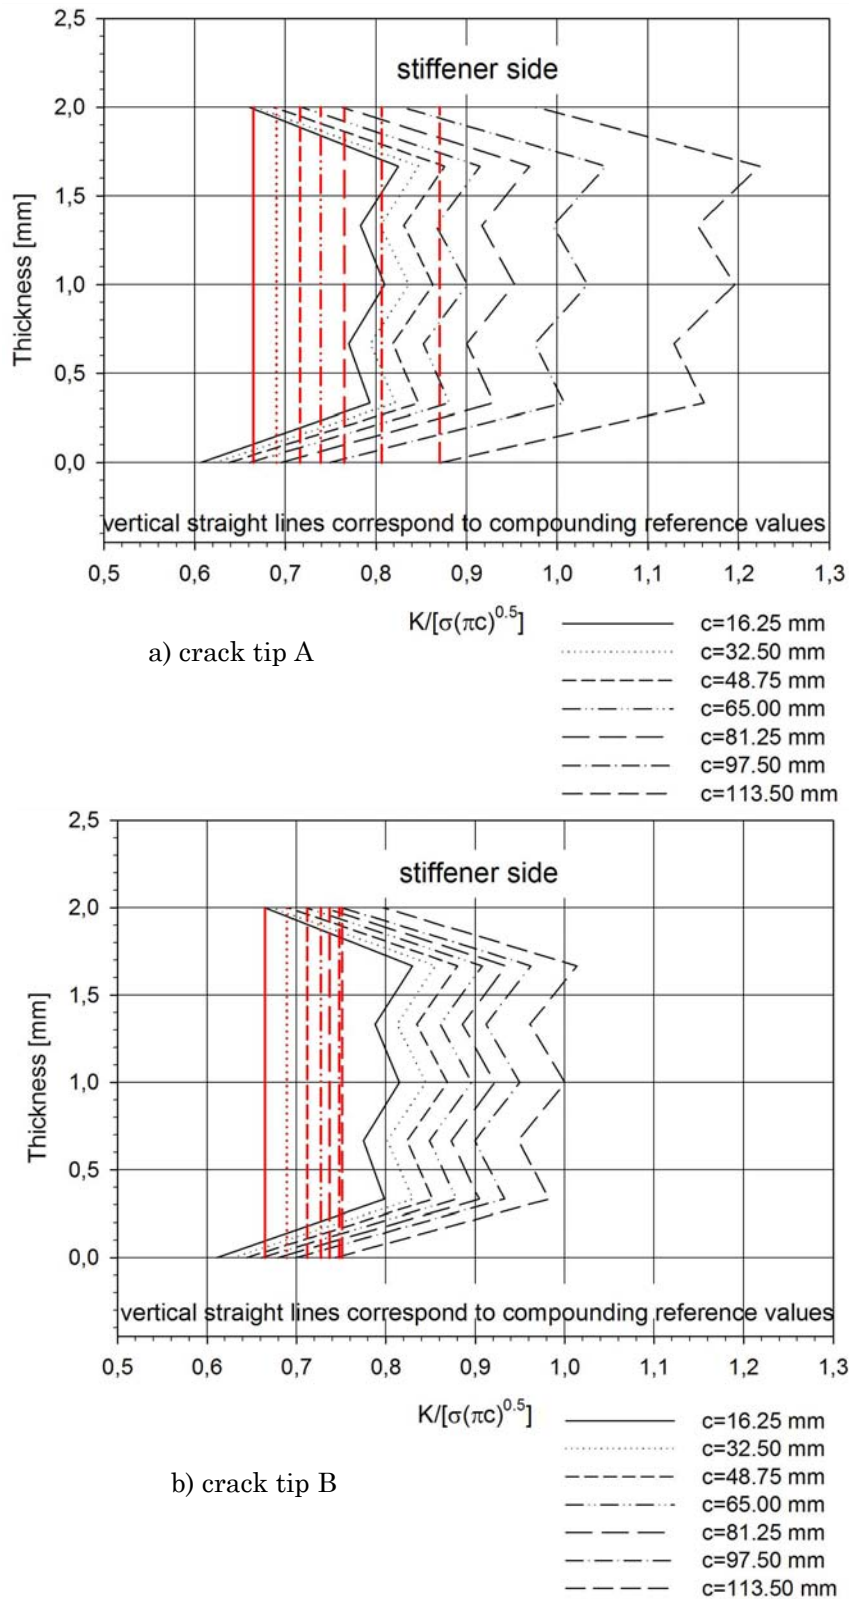 2,5
stiffener side
2,0
1,5
Thickness [mm]
1,0
0,5
0,0
vertical straight lines correspond to compounding reference values
0,5 0,6 0,7 0,8 0,9 1,0 1,1 1,2 1,3
K/[σ(πc)^0.5]
c=16.25 mm
a) crack tip A
c=32.50 mm
c=48.75 mm
c=65.00 mm
c=81.25 mm
c=97.50 mm
c=113.50 mm
2,5
stiffener side
2,0
1,5
Thickness [mm]
1,0
0,5
0,0
vertical straight lines correspond to compounding reference values
0,5 0,6 0,7 0,8 0,9 1,0 1,1 1,2 1,3
K/[σ(πc)^0.5]
c=16.25 mm
c=32.50 mm
b) crack tip B
c=48.75 mm
c=65.00 mm
c=81.25 mm
c=97.50 mm
c=113.50 mm